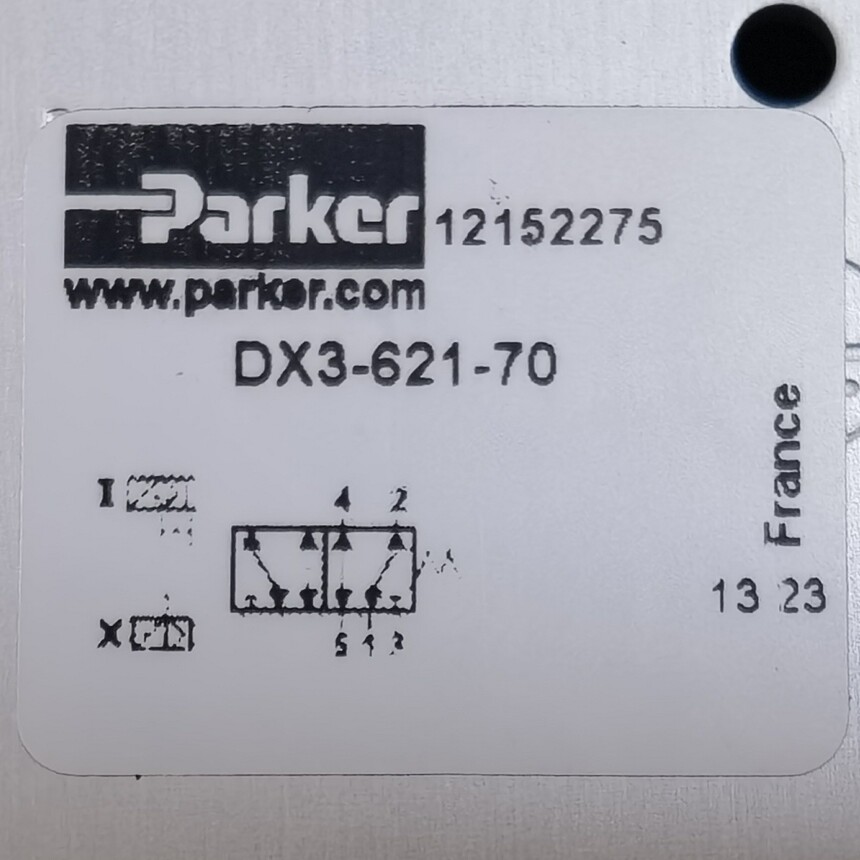 Parker 12152275
www.parker.com
DX3-621-70
France
13 23
I
4 2
X
5 1 3